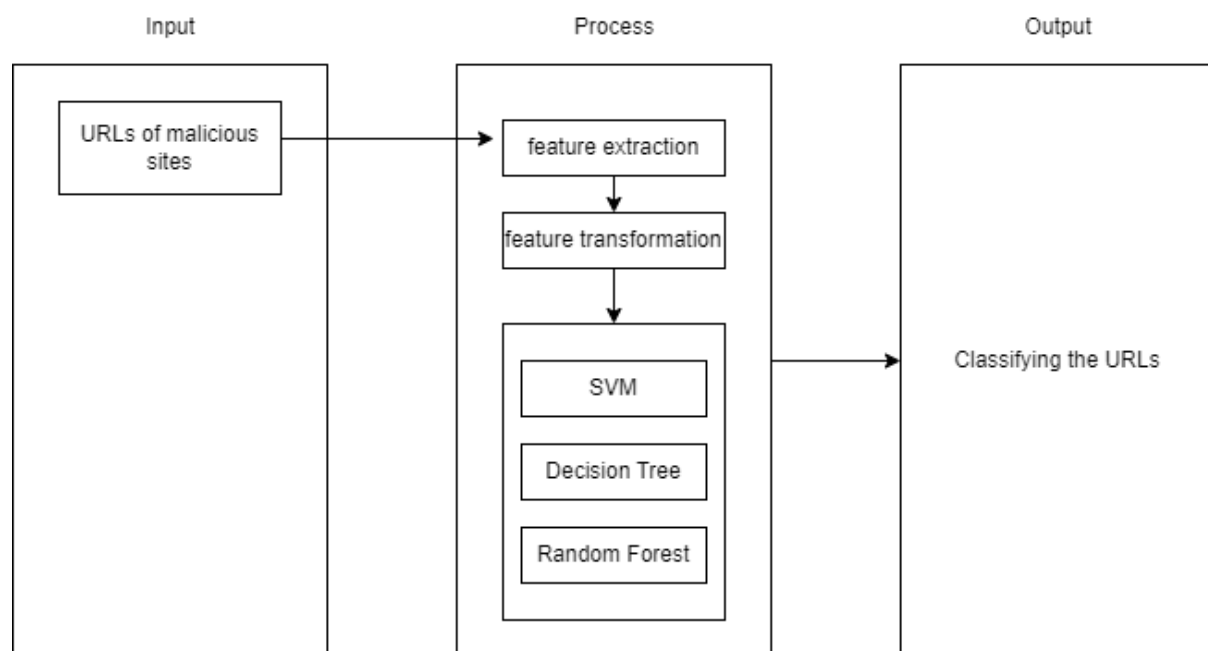 Input
Process
Output
URLs of malicious
sites
feature extraction
feature transformation
SVM
Decision Tree
Random Forest
Classifying the URLs